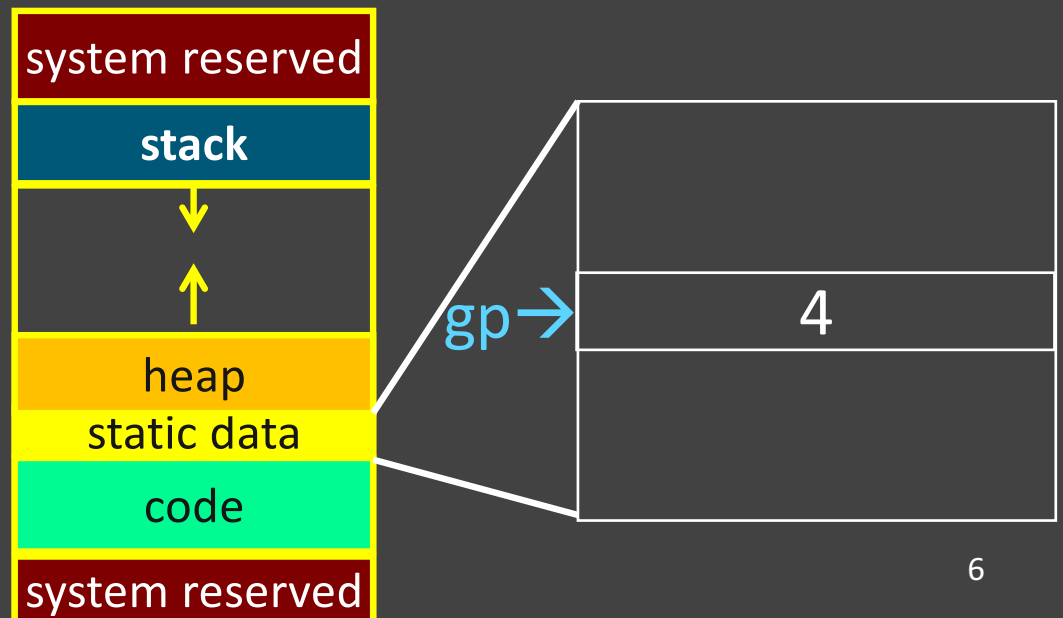 system reserved
stack
heap
static data
code
system reserved
gp→
4
6